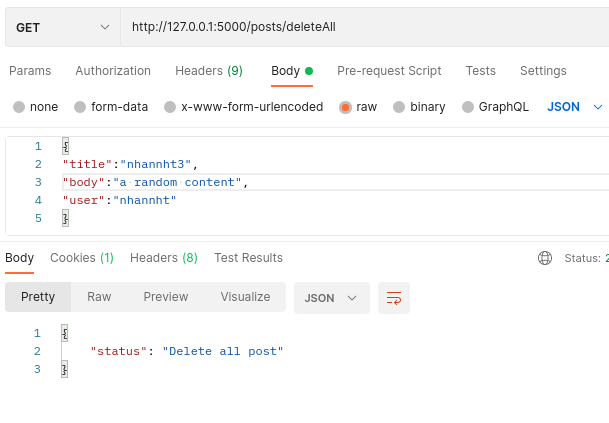 GET http://127.0.0.1:5000/posts/deleteAll
Params Authorization Headers (9) Body Pre-request Script Tests Settings
none form-data x-www-form-urlencoded raw binary GraphQL JSON
1 {
2 "title":"nhannht3",
3 "body":"a random content",
4 "user":"nhannht"
5 }
Body Cookies (1) Headers (8) Test Results Status: 2
Pretty Raw Preview Visualize JSON
1 {
2 "status": "Delete all post"
3 }